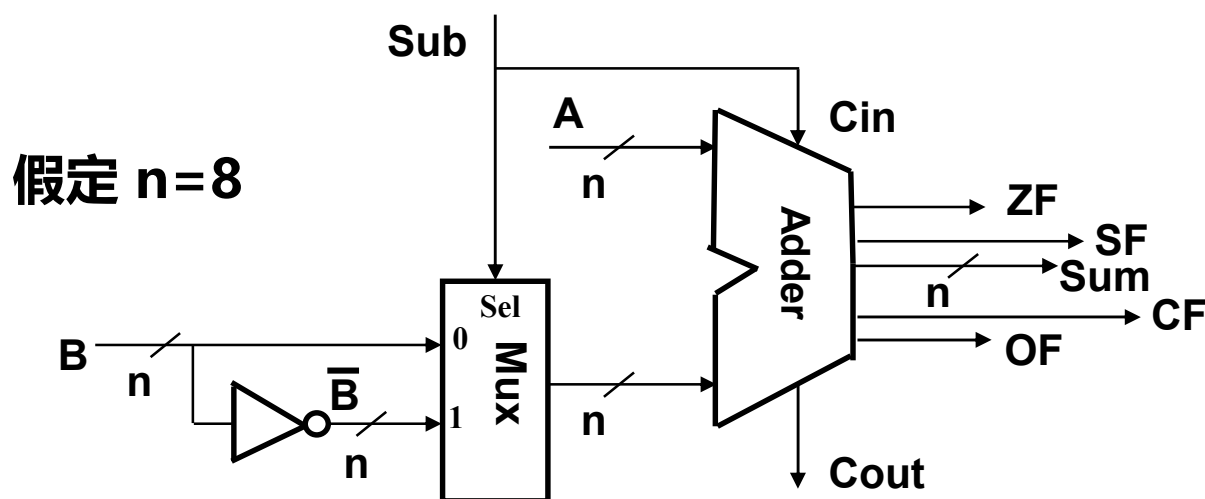 Sub
A
Cin
n
假定 n=8
ZF
SF
Adder
n
Sum
Sel
CF
0
B
Mux
OF
n
B̅
n
1
n
Cout